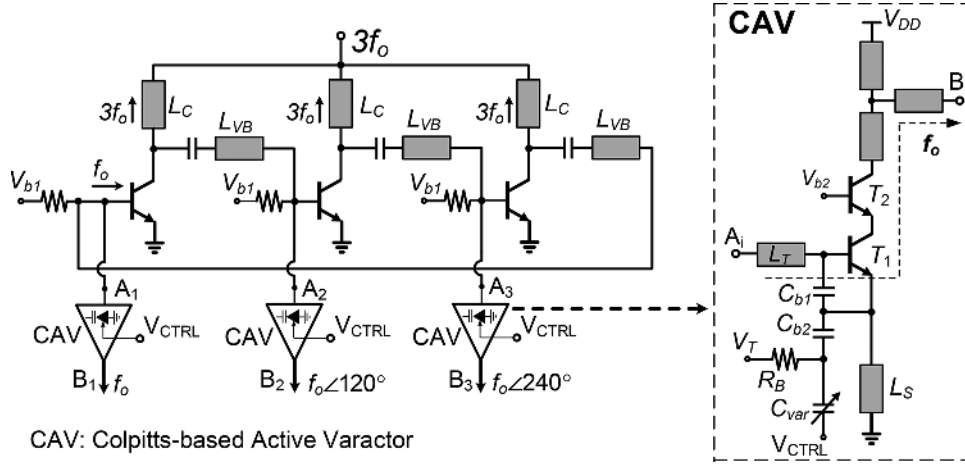 3fo
3fo LC
3fo LC
3fo LC
LVB
LVB
LVB
Vb1
fo
Vb1
Vb1
A1
A2
A3
CAV VCTRL
CAV VCTRL
CAV VCTRL
B1 fo
B2 fo∠120°
B3 fo∠240°
CAV: Colpitts-based Active Varactor
CAV
VDD
B
fo
Vb2
T2
Ai
LT
T1
Cb1
Cb2
VT
RB
LS
Cvar
VCTRL